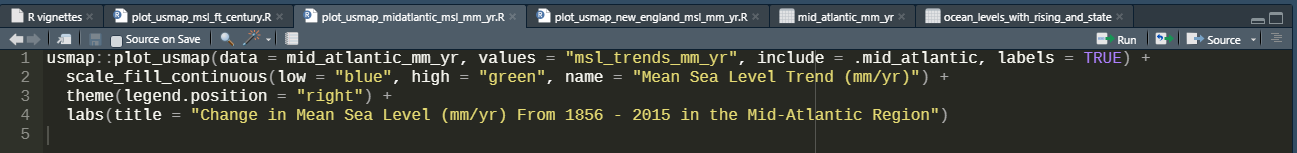 R vignettes × plot_usmap_msl_ft_century.R × plot_usmap_midatlantic_msl_mm_yr.R × plot_usmap_new_england_msl_mm_yr.R × mid_atlantic_mm_yr × ocean_levels_with_rising_and_state ×
Source on Save Run Source
1 usmap::plot_usmap(data = mid_atlantic_mm_yr, values = "msl_trends_mm_yr", include = .mid_atlantic, labels = TRUE) +
2 scale_fill_continuous(low = "blue", high = "green", name = "Mean Sea Level Trend (mm/yr)") +
3 theme(legend.position = "right") +
4 labs(title = "Change in Mean Sea Level (mm/yr) From 1856 - 2015 in the Mid-Atlantic Region")
5